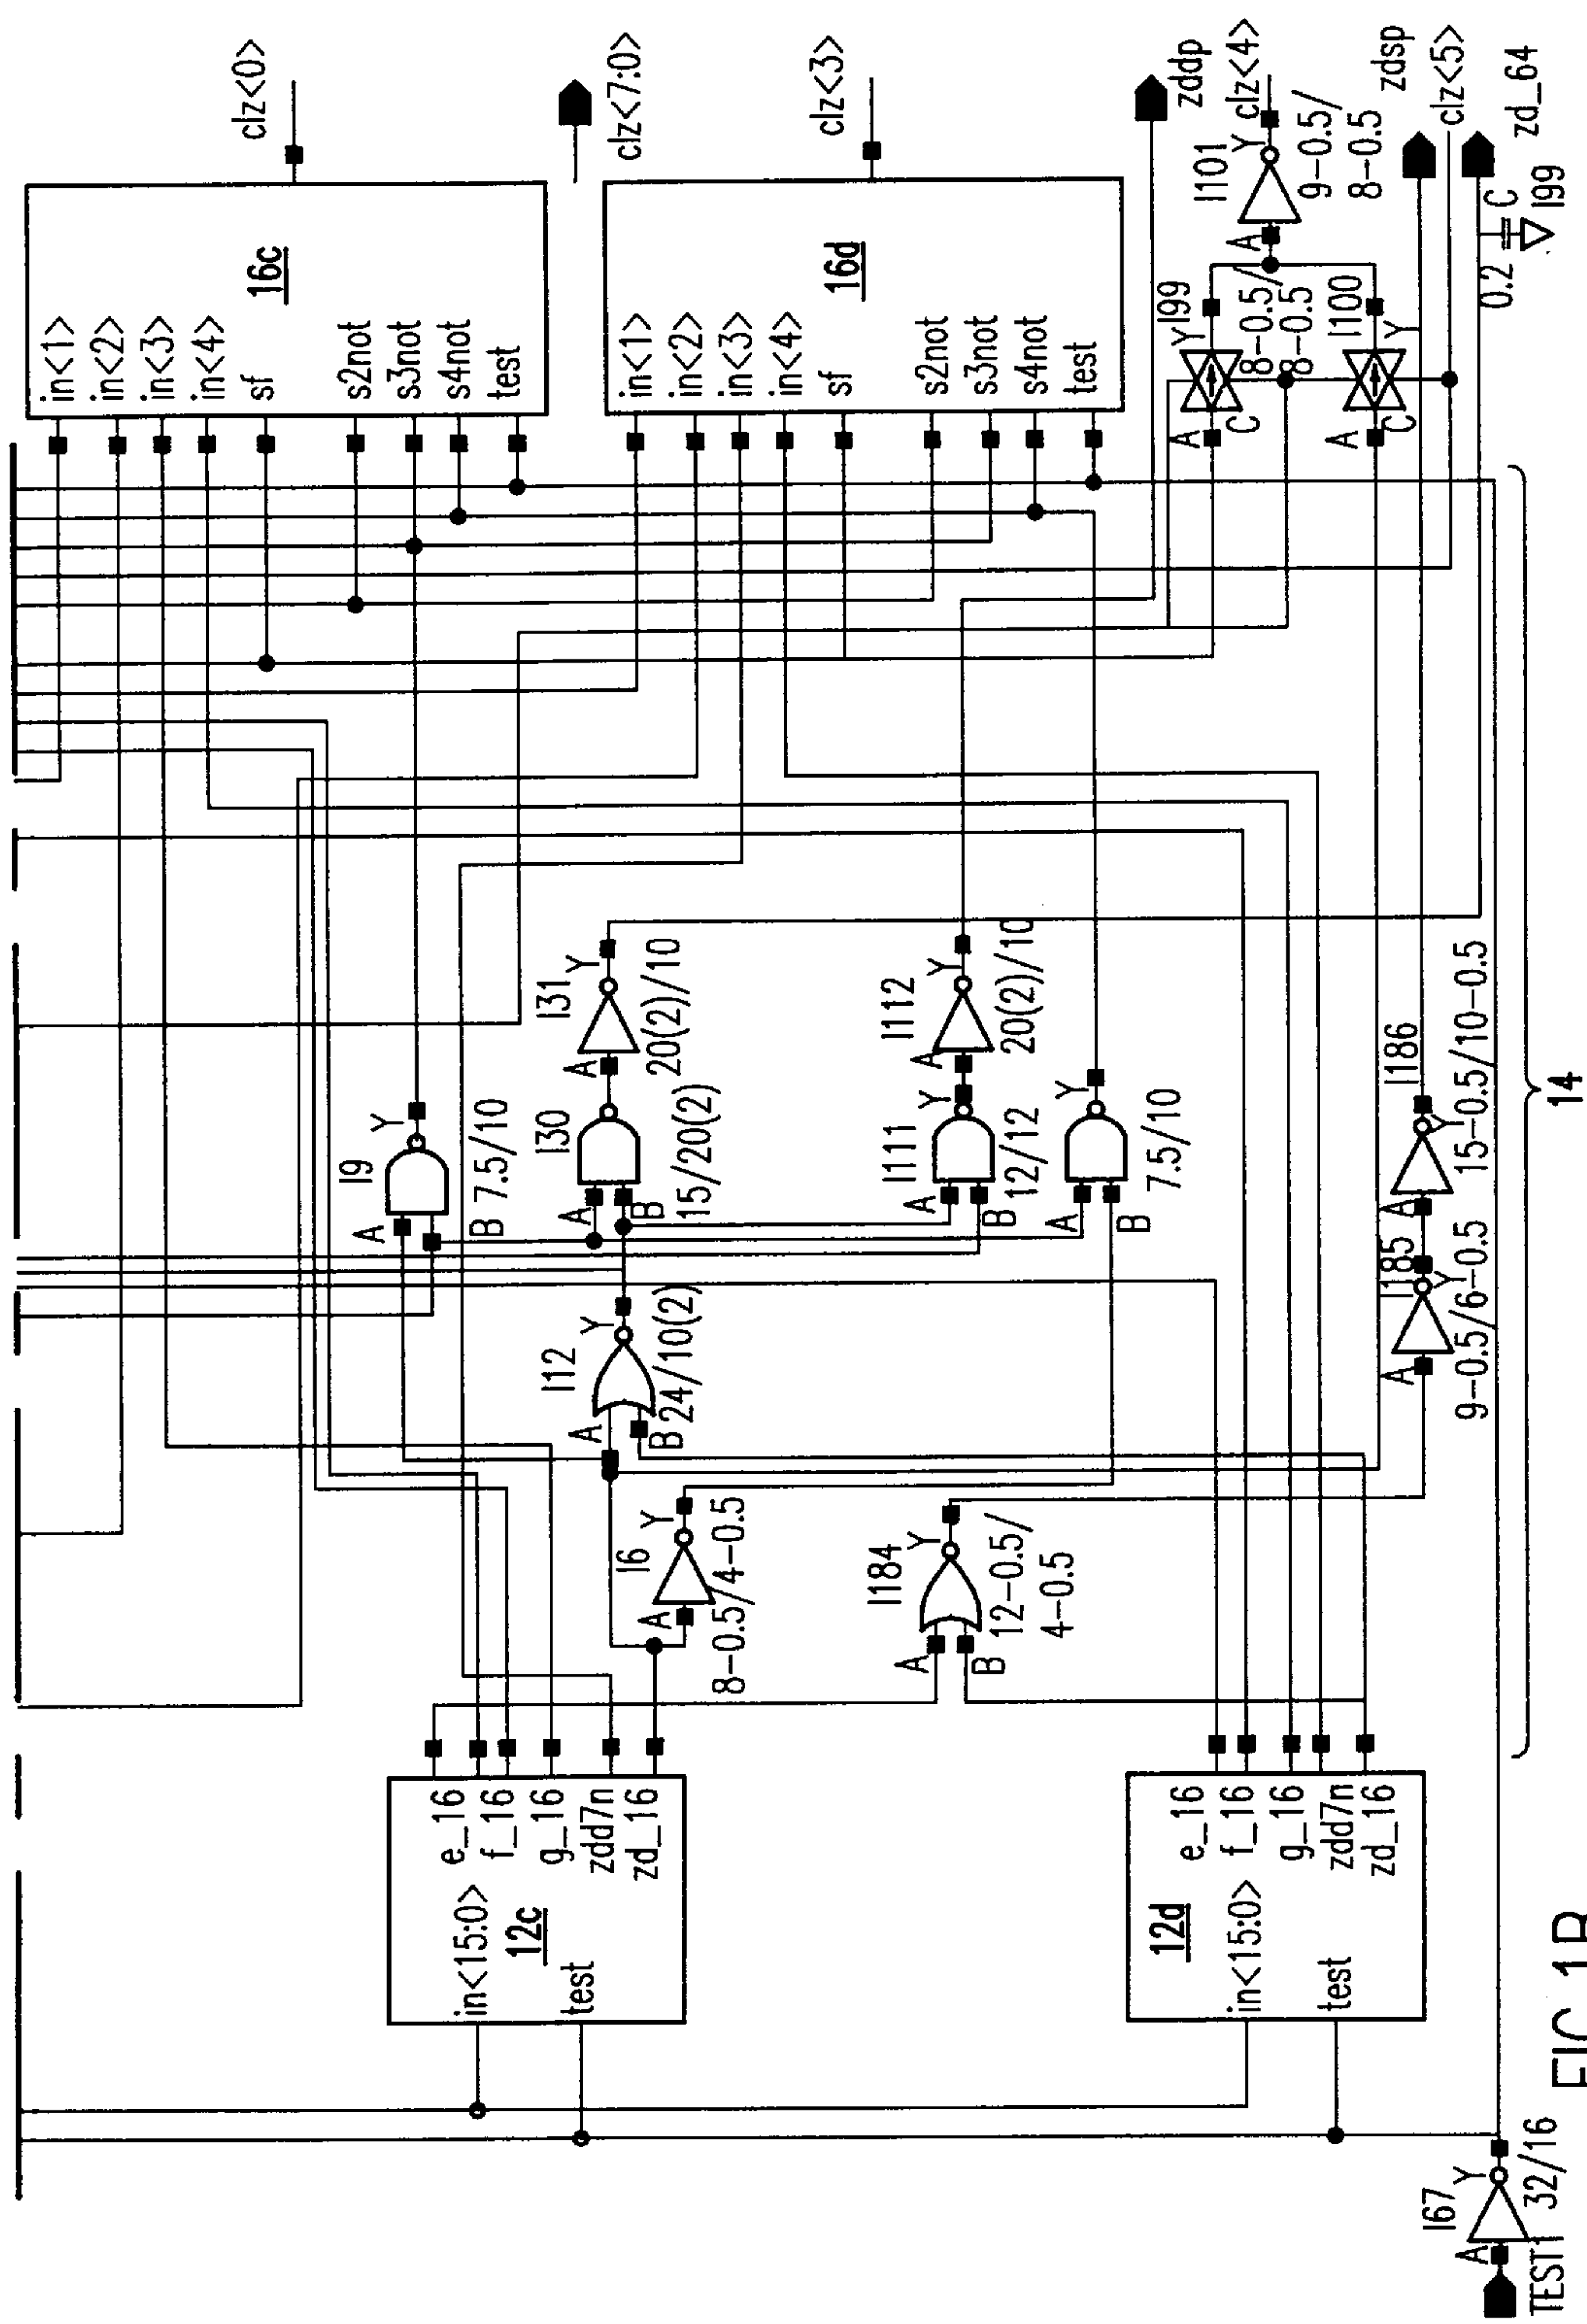 clz<0>
16c
in<1>
in<2>
in<3>
in<4>
sf
s2not
s3not
s4not
test
clz<7:0>
clz<3>
16d
in<1>
in<2>
in<3>
in<4>
sf
s2not
s3not
s4not
test
zddp
clz<4>
I101
A
Y
9-0.5/
8-0.5
zdsp
clz<5>
zd_64
I99
A
Y
C
8-0.5/
8-0.5
I100
A
Y
C
0.2
C
I99
I9
A
B
Y
7.5/10
I30
A
B
15/20(2)
I31
A
Y
20(2)/10
I111
A
B
Y
12/12
I112
A
Y
20(2)/10
A
B
Y
7.5/10
I12
A
B
Y
24/10(2)
I6
A
Y
8-0.5/4-0.5
I184
A
B
Y
12-0.5/
4-0.5
I185
A
Y
9-0.5/6-0.5
I186
A
Y
15-0.5/10-0.5
14
e_16
f_16
g_16
zdd7n
zd_16
in<15:0>
12c
test
e_16
f_16
g_16
zdd7n
zd_16
in<15:0>
12d
test
I67
A
Y
32/16
TEST1
FIG.1B